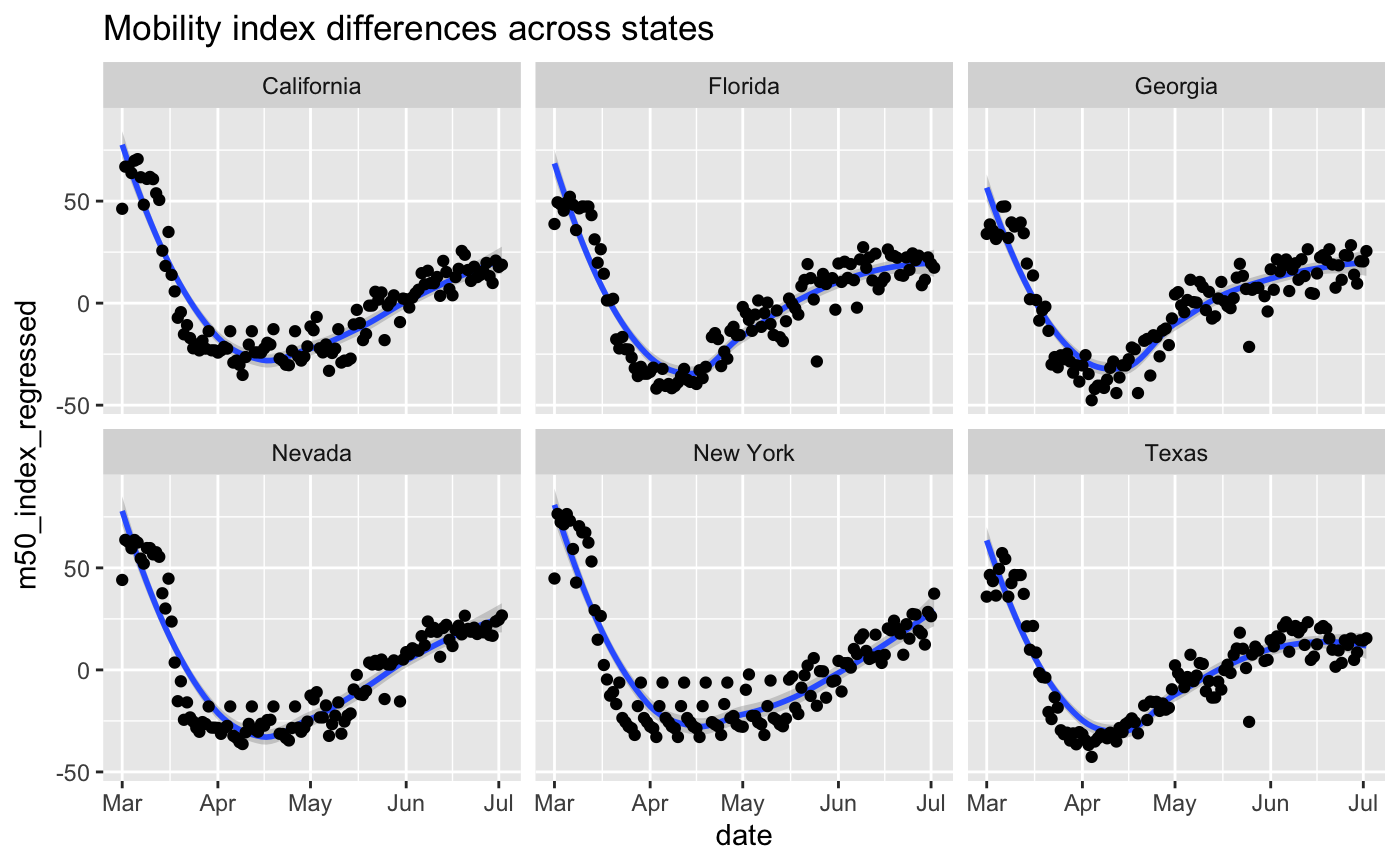 Mobility index differences across states
California Florida Georgia
50
0
-50
Nevada New York Texas
50
0
-50
Mar Apr May Jun Jul Mar Apr May Jun Jul Mar Apr May Jun Jul
date
m50_index_regressed